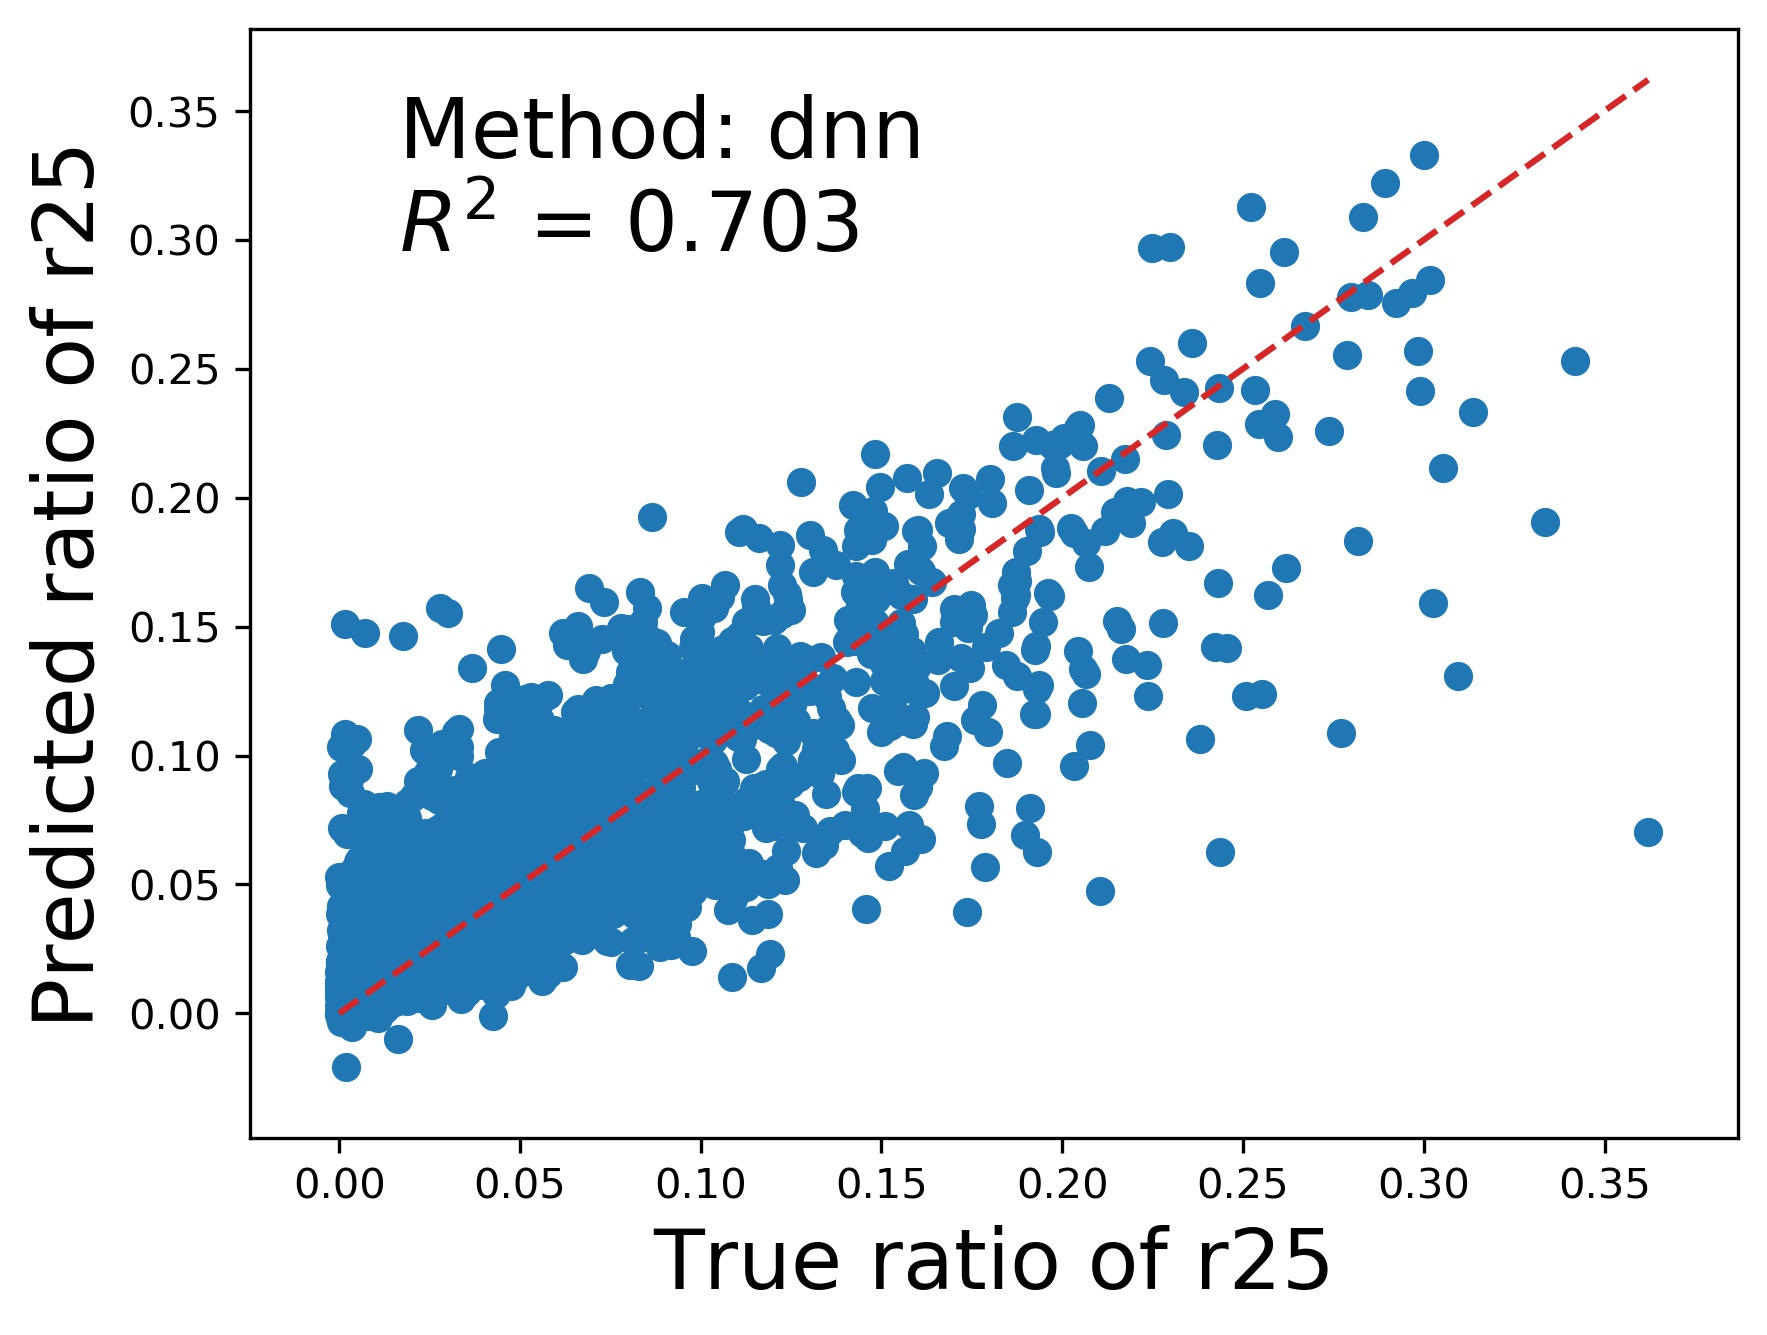 Method: dnn
R² = 0.703
Predicted ratio of r25
0.35
0.30
0.25
0.20
0.15
0.10
0.05
0.00
0.00 0.05 0.10 0.15 0.20 0.25 0.30 0.35
True ratio of r25